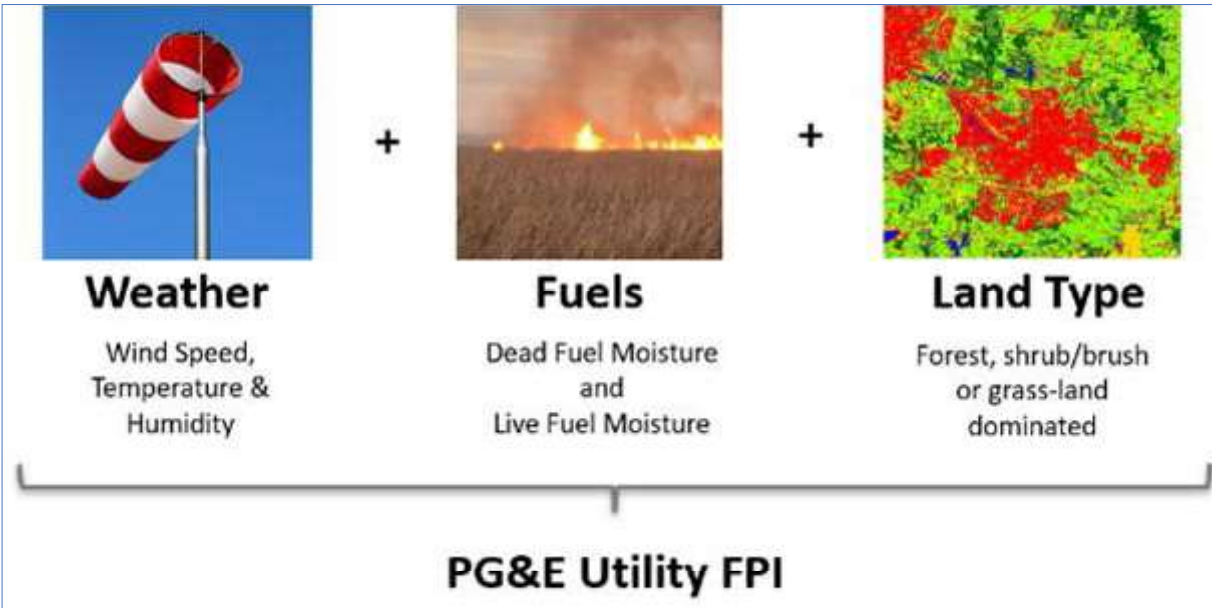 +
+
Weather
Fuels
Land Type
Wind Speed,
Temperature &
Humidity
Dead Fuel Moisture
and
Live Fuel Moisture
Forest, shrub/brush
or grass-land
dominated
PG&E Utility FPI